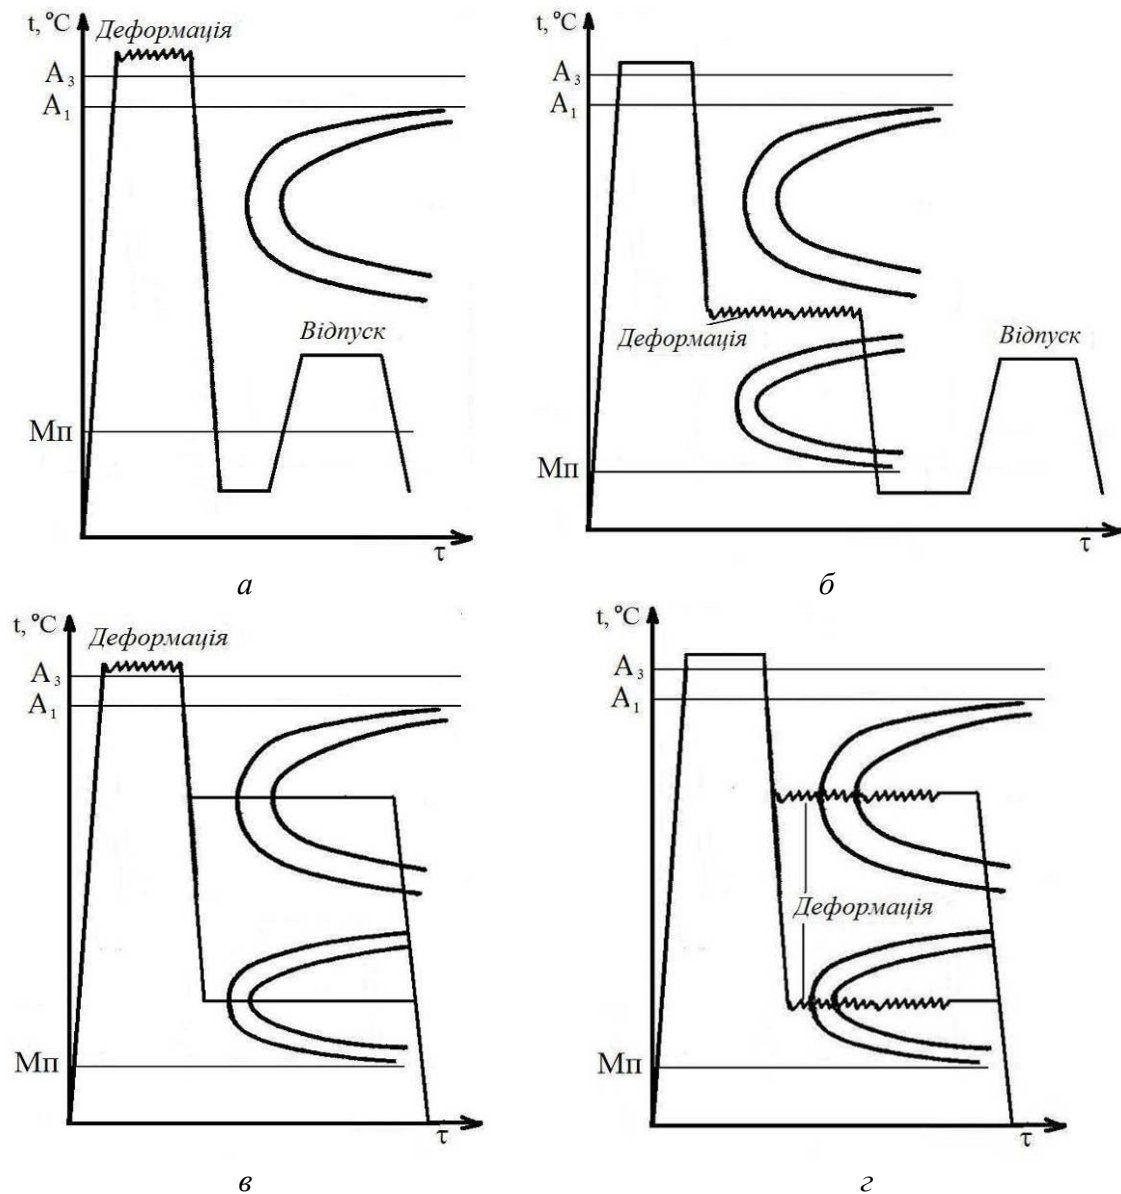 t, °C
Деформація
A₃
A₁
Відпуск
Мп
τ
а
t, °C
A₃
A₁
Деформація
Відпуск
Мп
τ
б
t, °C
Деформація
A₃
A₁
Мп
τ
в
t, °C
A₃
A₁
Деформація
Мп
τ
г